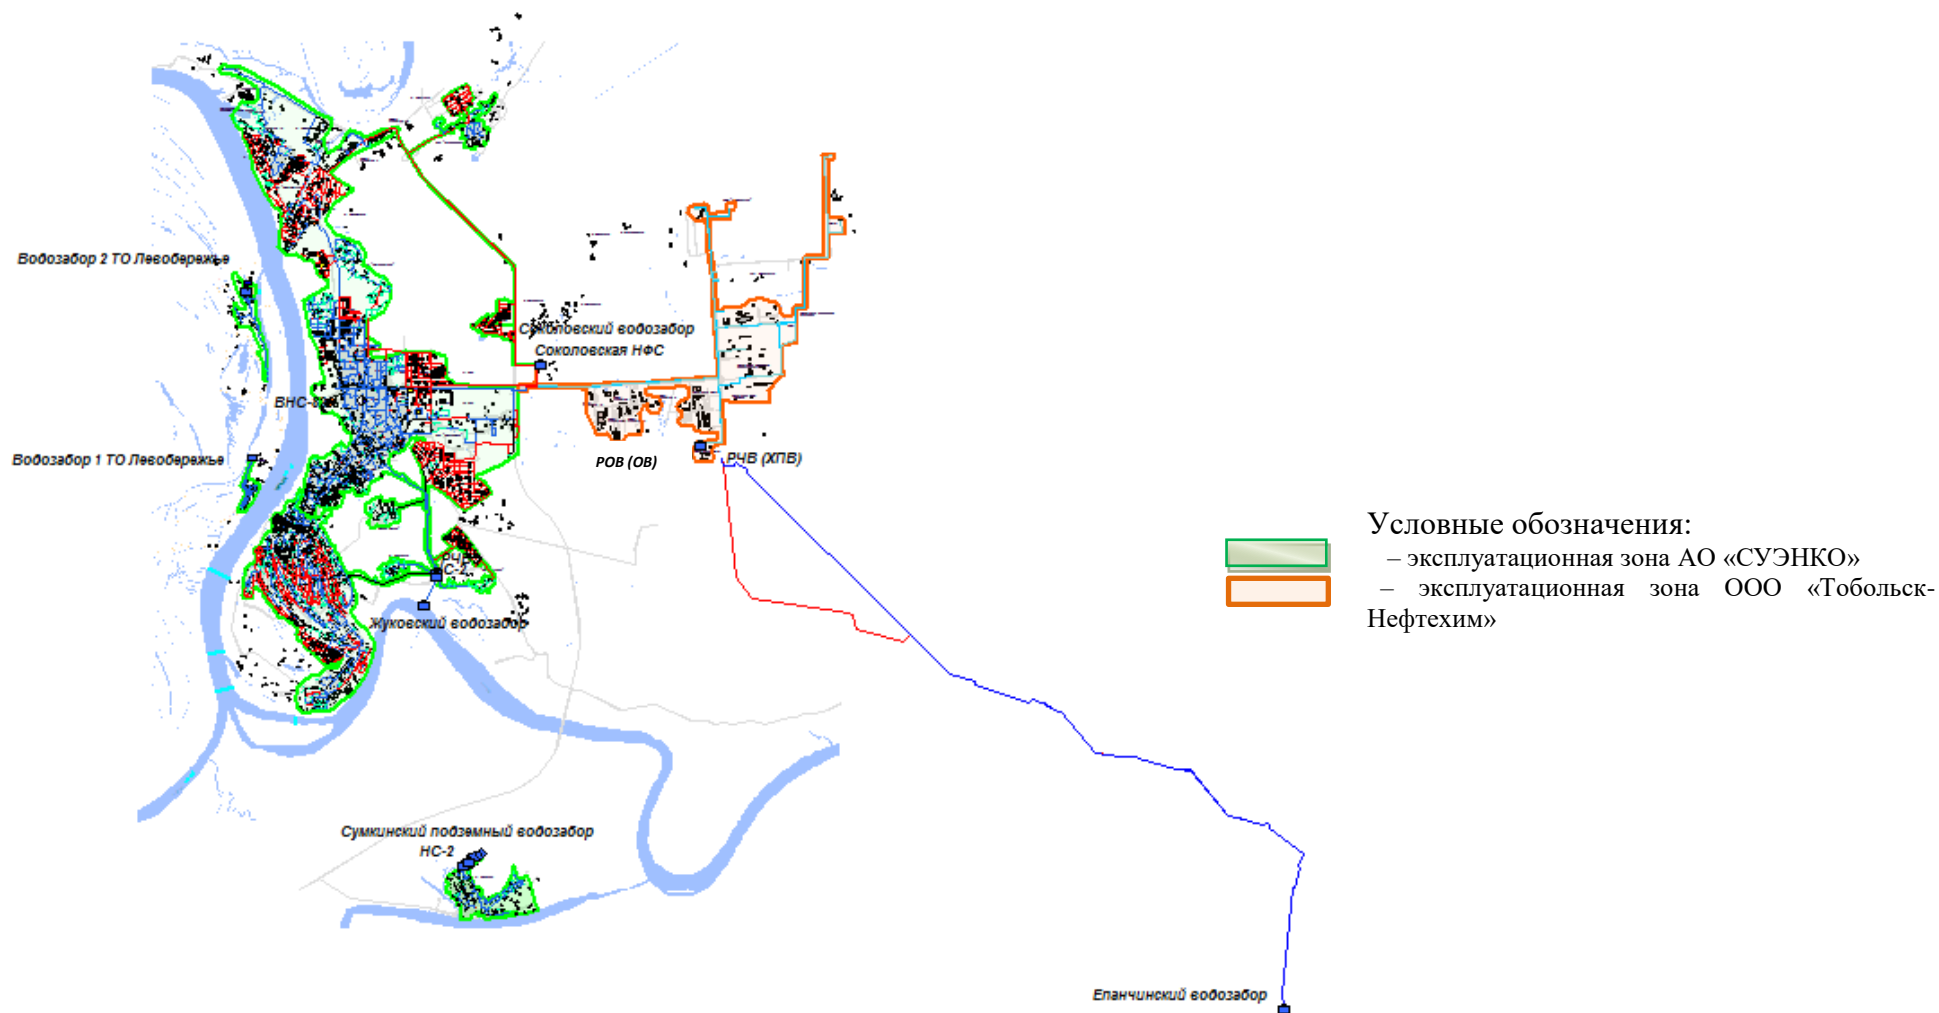 Водозабор 2 ТО Левобережье
Соколовский водозабор
Соколовская НФС
Водозабор 1 ТО Левобережье
РОВ (ОВ)
РЧВ (ХПВ)
Жуковский водозабор
Сумкинский подземный водозабор
НС-2
Епанчинский водозабор
Условные обозначения:
– эксплуатационная зона АО «СУЭНКО»
– эксплуатационная зона ООО «Тобольск-
Нефтехим»